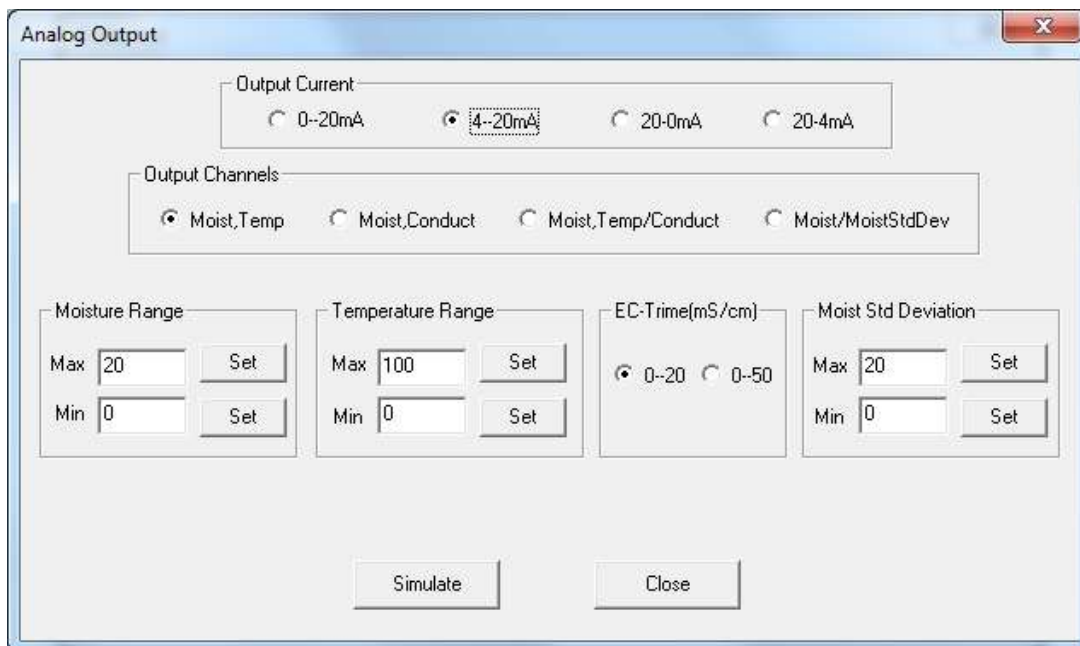 Analog Output
Output Current
0--20mA 4--20mA 20-0mA 20-4mA
Output Channels
Moist,Temp Moist,Conduct Moist,Temp/Conduct Moist/MoistStdDev
Moisture Range Temperature Range EC-Trime(mS/cm) Moist Std Deviation
Max 20 Set Max 100 Set 0--20 0--50 Max 20 Set
Min 0 Set Min 0 Set Min 0 Set
Simulate Close